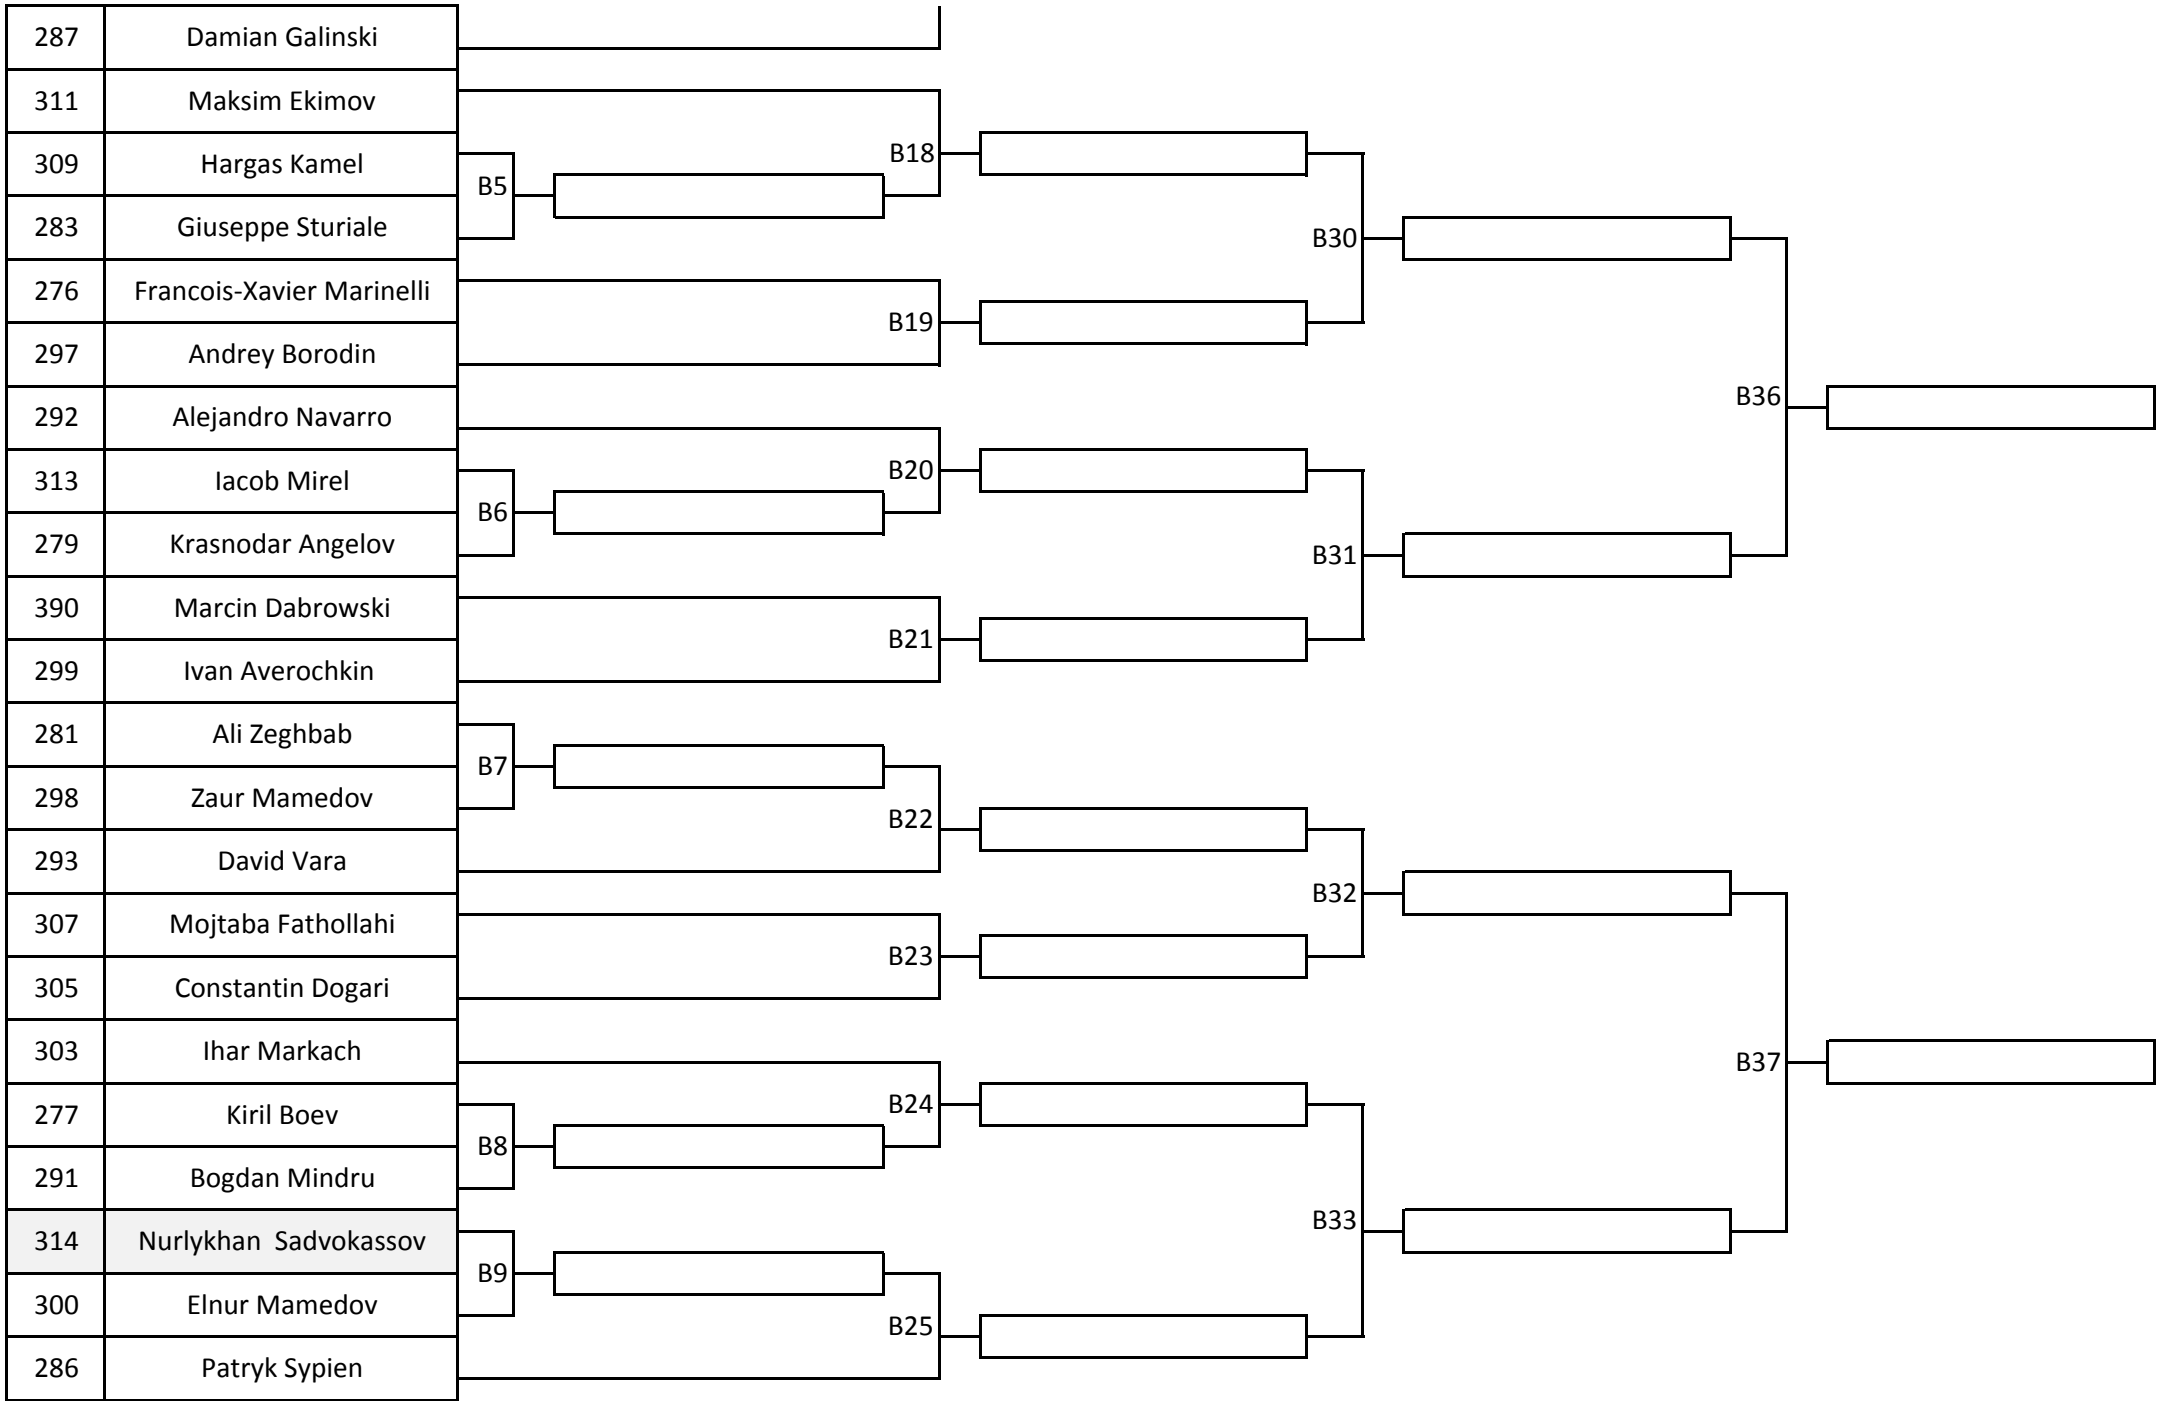 287 Damian Galinski
311 Maksim Ekimov
B18
309 Hargas Kamel
B5
283 Giuseppe Sturiale
B30
276 Francois-Xavier Marinelli
B19
297 Andrey Borodin
B36
292 Alejandro Navarro
B20
313 Iacob Mirel
B6
279 Krasnodar Angelov
B31
390 Marcin Dabrowski
B21
299 Ivan Averochkin
281 Ali Zeghbab
B7
298 Zaur Mamedov
B22
293 David Vara
B32
307 Mojtaba Fathollahi
B23
305 Constantin Dogari
303 Ihar Markach
B37
B24
277 Kiril Boev
B8
291 Bogdan Mindru
B33
314 Nurlykhan Sadvokassov
B9
300 Elnur Mamedov
B25
286 Patryk Sypien